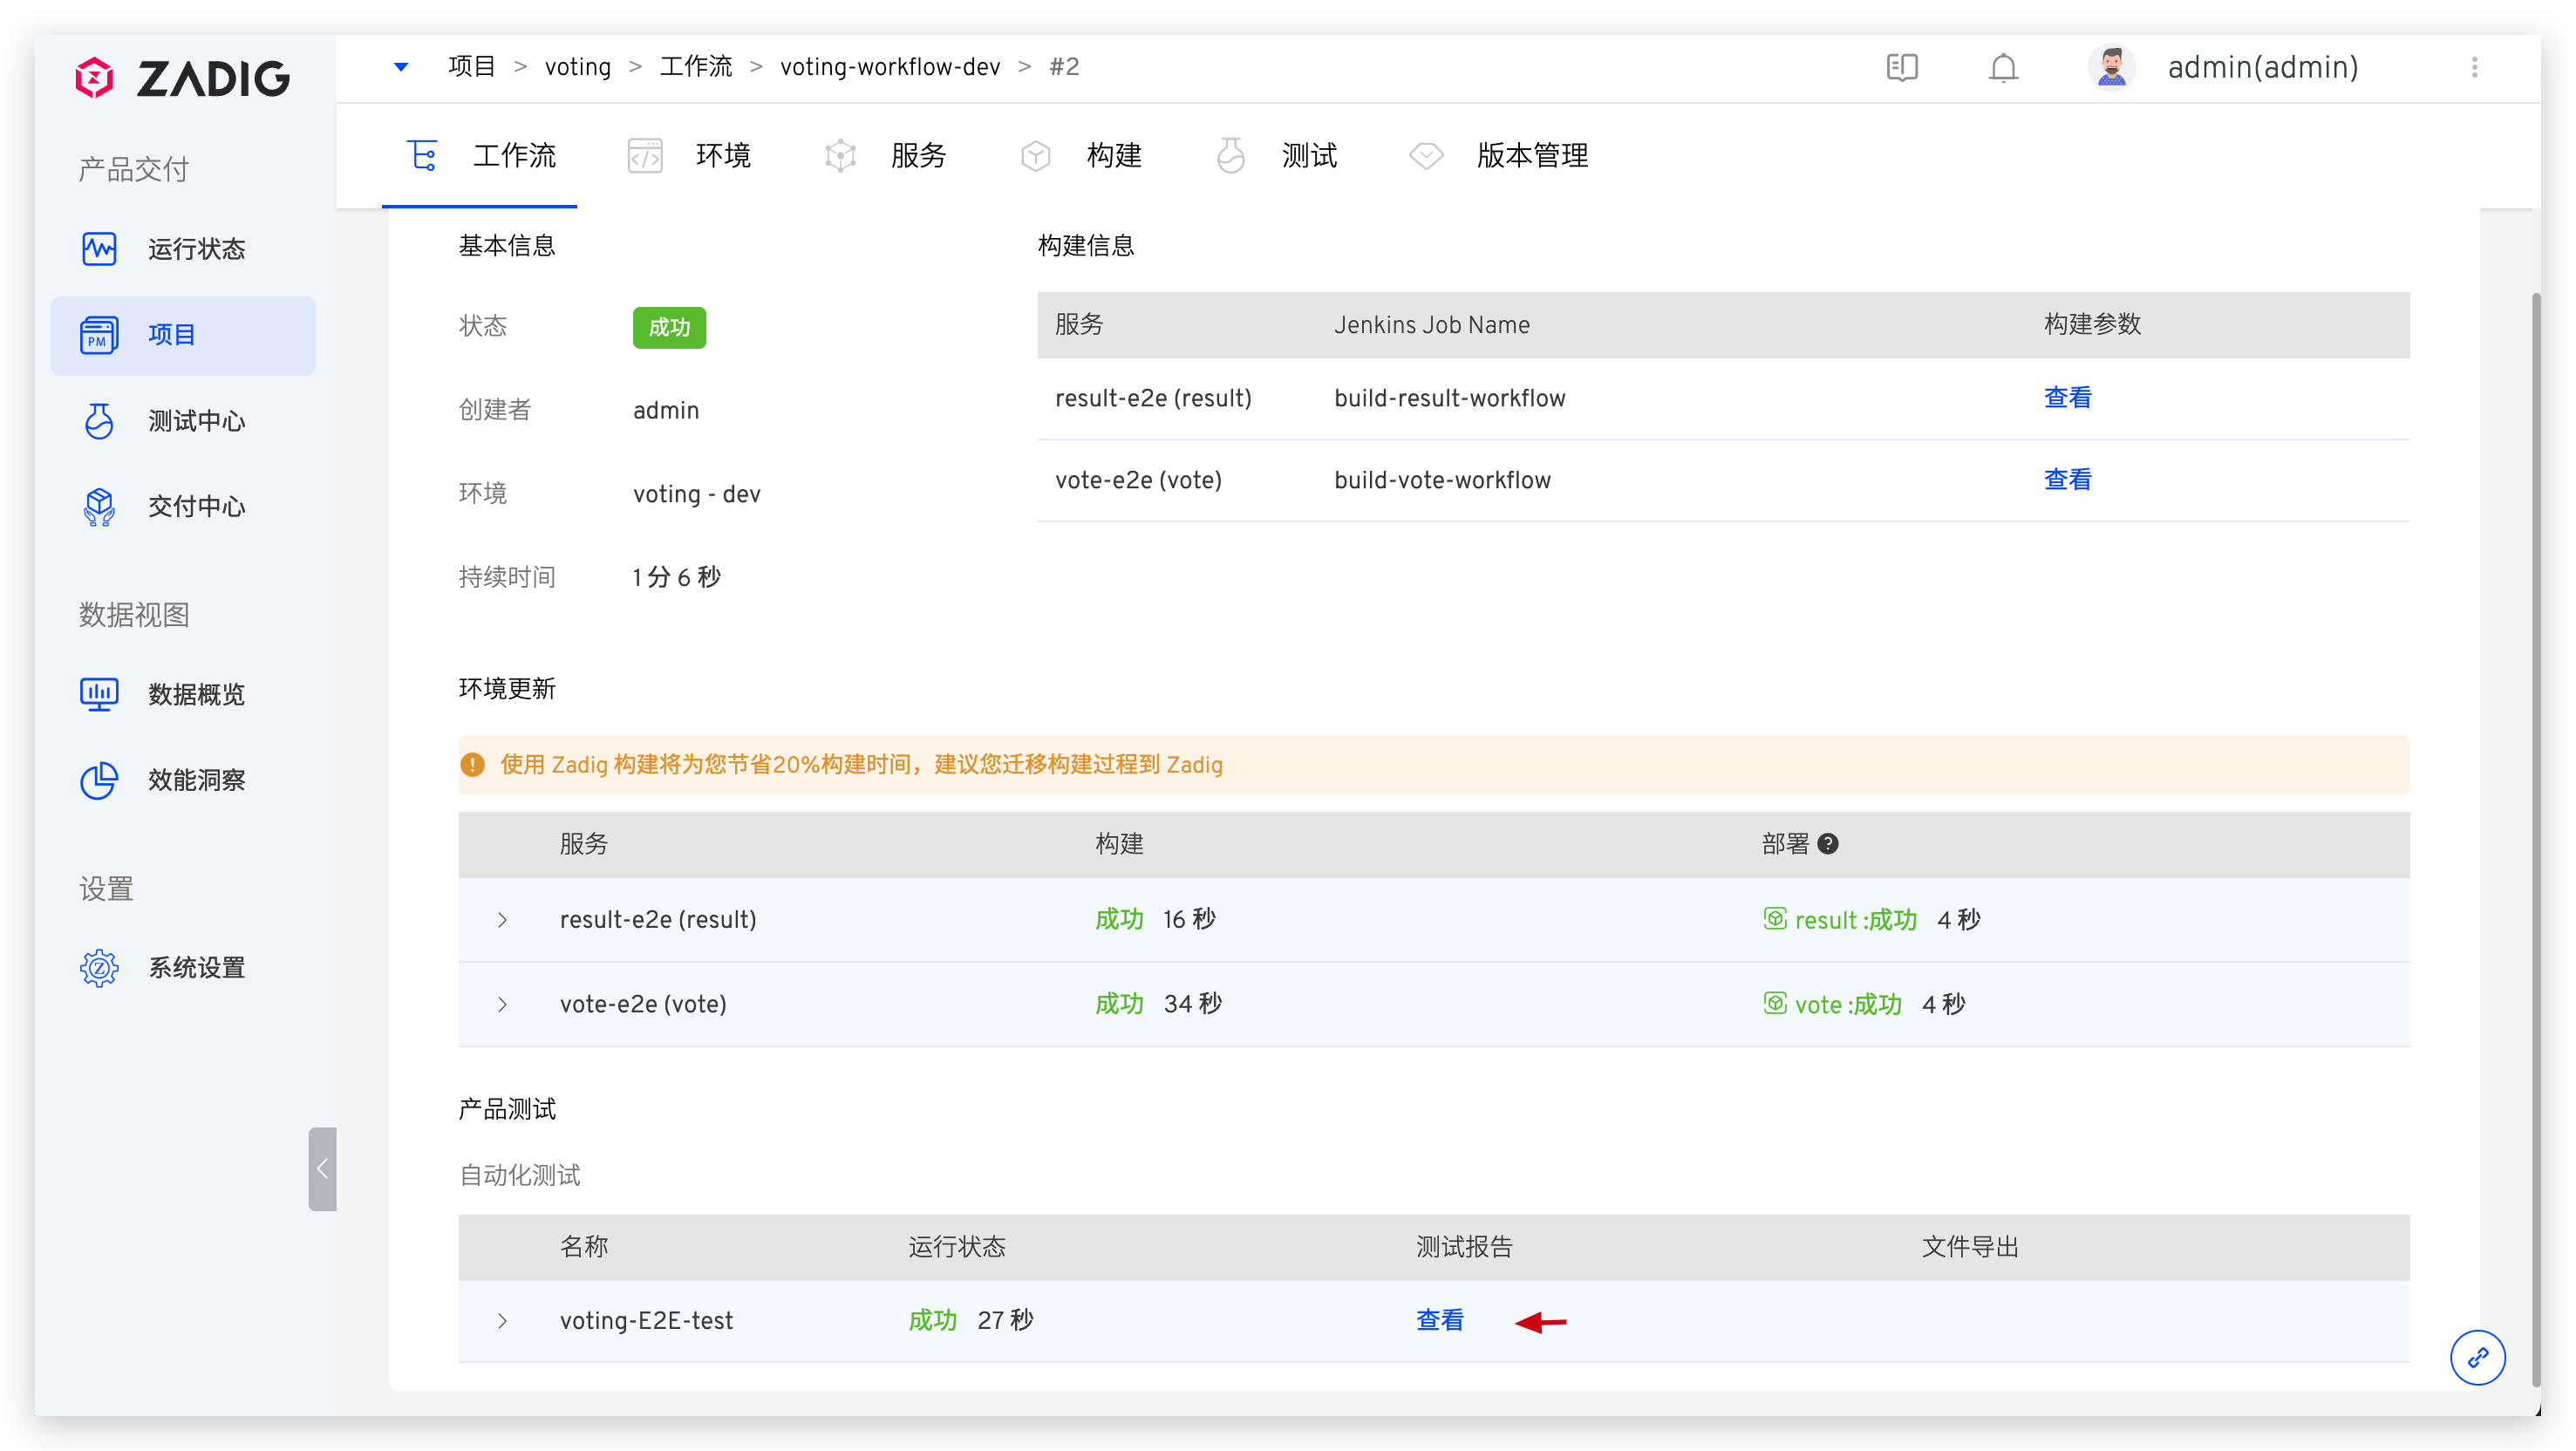 ZADIG
项目 > voting > 工作流 > voting-workflow-dev > #2
admin(admin)
产品交付
运行状态
PM
项目
测试中心
交付中心
数据视图
数据概览
效能洞察
设置
系统设置
工作流
环境
服务
构建
测试
版本管理
基本信息
状态 成功
创建者 admin
环境 voting - dev
持续时间 1 分 6 秒
构建信息
服务 Jenkins Job Name 构建参数
result-e2e (result) build-result-workflow 查看
vote-e2e (vote) build-vote-workflow 查看
环境更新
使用 Zadig 构建将为您节省20%构建时间，建议您迁移构建过程到 Zadig
服务 构建 部署
result-e2e (result) 成功 16 秒 result :成功 4 秒
vote-e2e (vote) 成功 34 秒 vote :成功 4 秒
产品测试
自动化测试
名称 运行状态 测试报告 文件导出
voting-E2E-test 成功 27 秒 查看